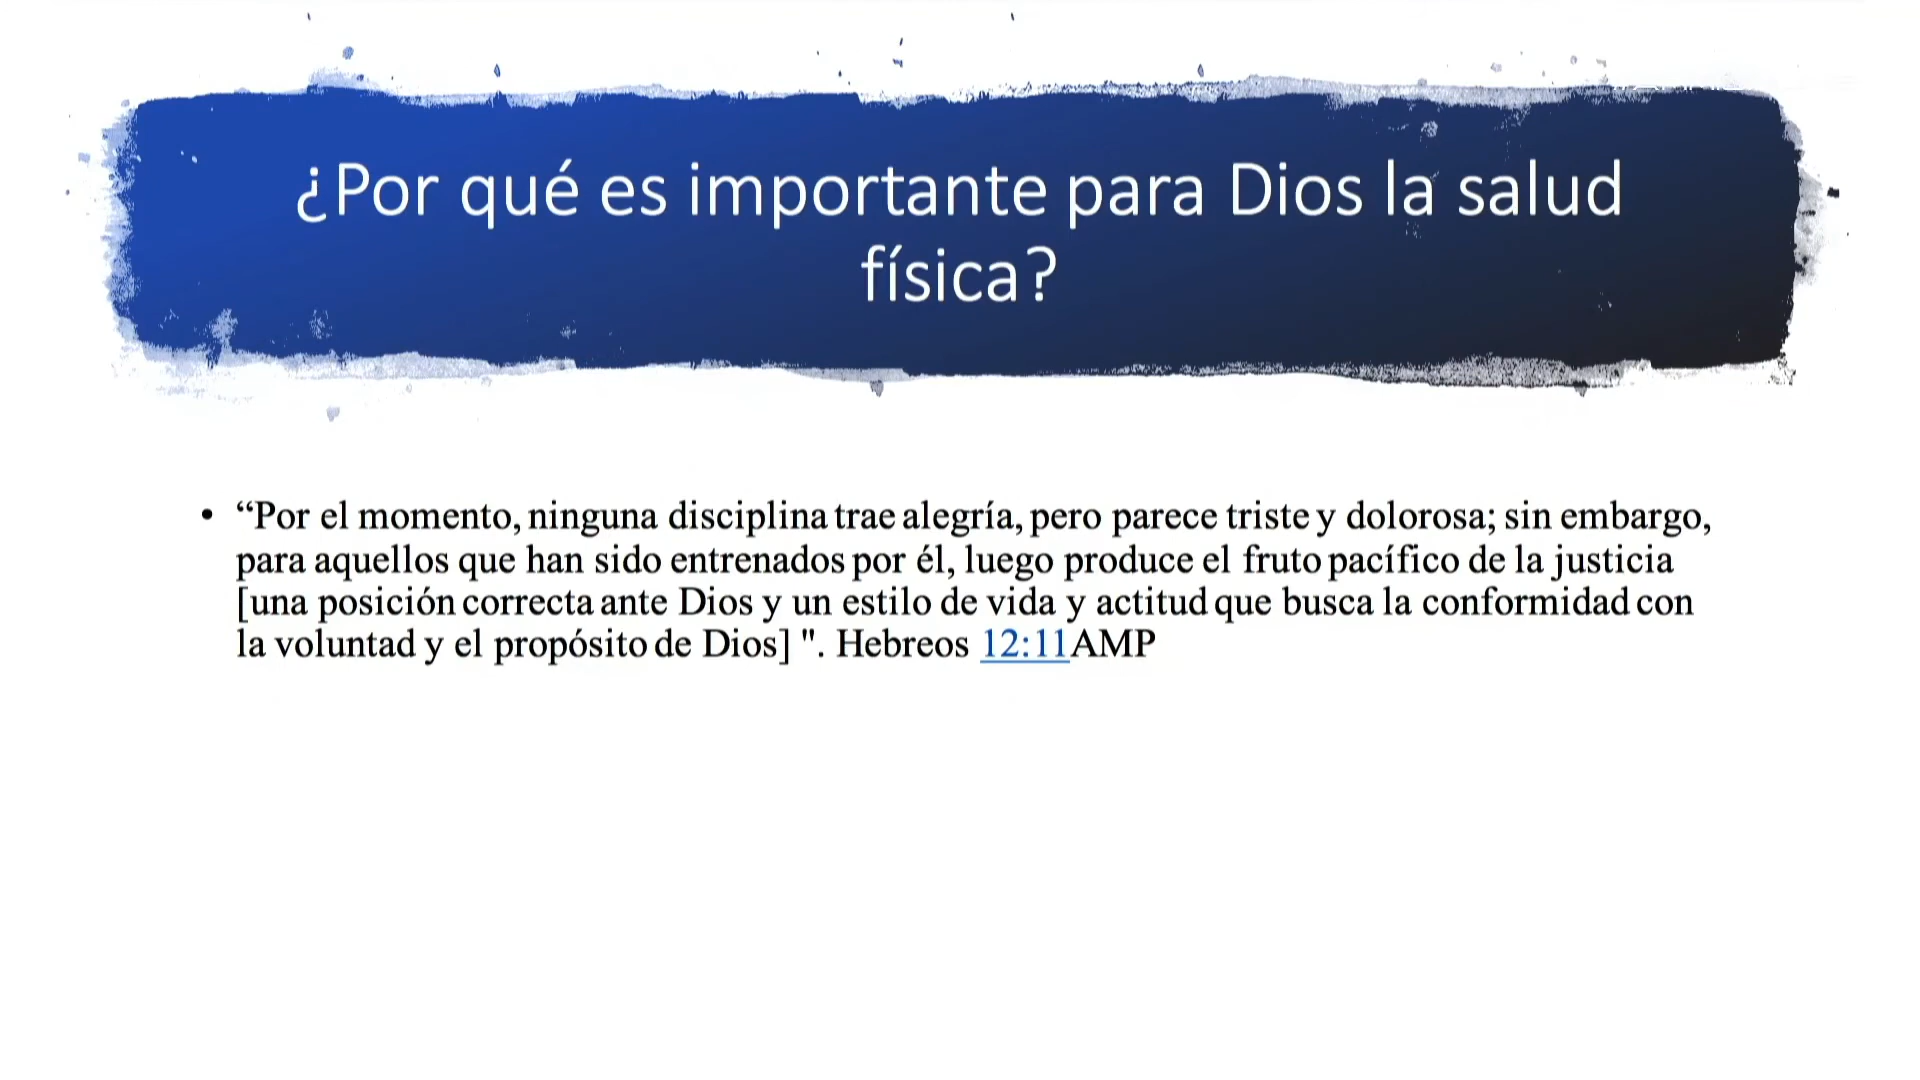 ¿Por qué es importante para Dios la salud
física?
• “Por el momento, ninguna disciplina trae alegría, pero parece triste y dolorosa; sin embargo,
para aquellos que han sido entrenados por él, luego produce el fruto pacífico de la justicia
[una posición correcta ante Dios y un estilo de vida y actitud que busca la conformidad con
la voluntad y el propósito de Dios] ". Hebreos 12:11AMP